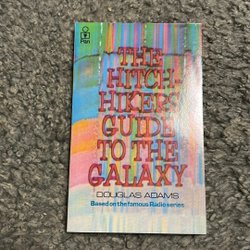 Pan
THE
HITCH-
HIKERS
GUIDE
TO THE
GALAXY
DOUGLAS ADAMS
Based on the famous Radio series